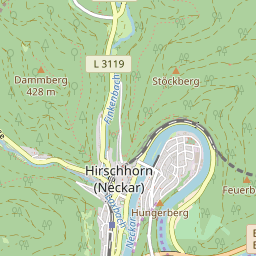 L 3119
Dammberg
428 m
Stöckberg
Finkenbach
Hirschhorn
(Neckar)
Feuerb
Hungerberg
Neckar